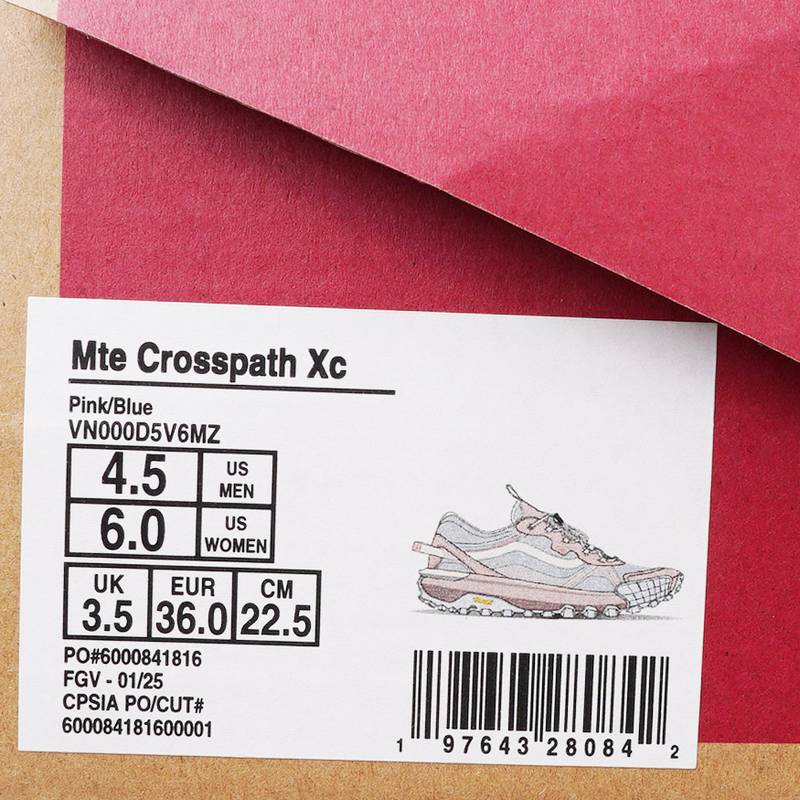 Mte Crosspath Xc
Pink/Blue
VN000D5V6MZ
4.5 US MEN
6.0 US WOMEN
UK EUR CM
3.5 36.0 22.5
PO#6000841816
FGV - 01/25
CPSIA PO/CUT#
600084181600001
1 97643 28084 2